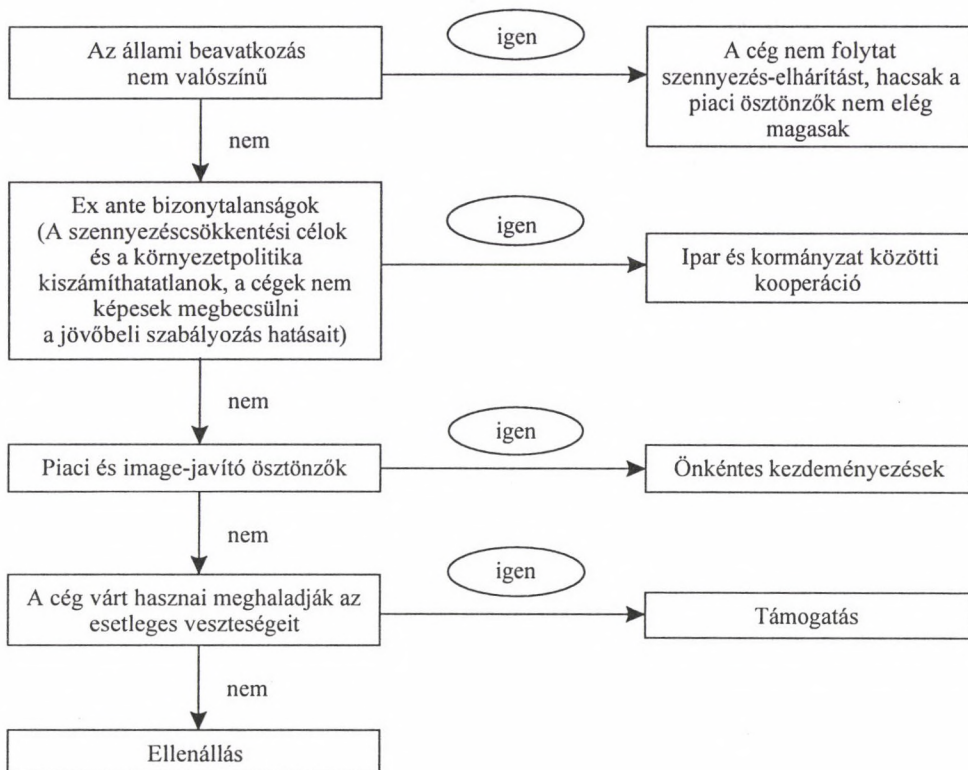 igen
Az állami beavatkozás
nem valószínű
A cég nem folytat
szennyezés-elhárítást, hacsak a
piaci ösztönzők nem elég
magasak
nem
igen
Ex ante bizonytalanságok
(A szennyezéscsökkentési célok
és a környezetpolitika
kiszámíthatatlanok, a cégek nem
képesek megbecsülni
a jövőbeli szabályozás hatásait)
Ipar és kormányzat közötti
kooperáció
nem
igen
Piaci és image-javító ösztönzők
Önkéntes kezdeményezések
nem
igen
A cég várt hasznai meghaladják az
esetleges veszteségeit
Támogatás
nem
Ellenállás